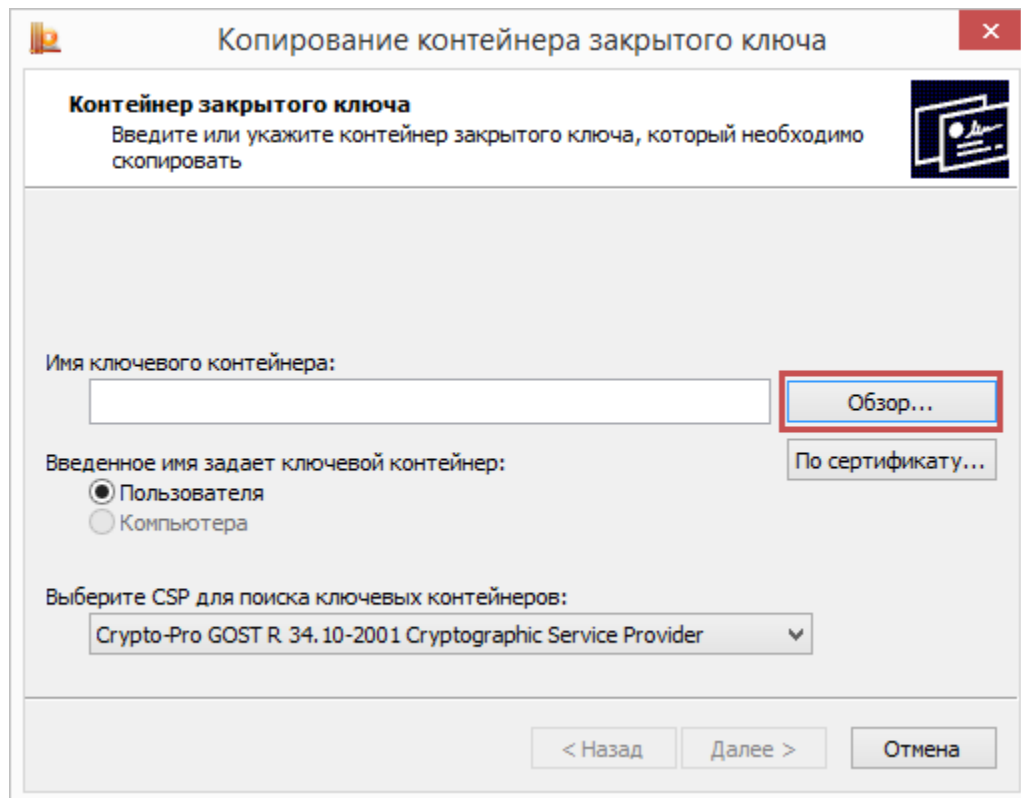 Копирование контейнера закрытого ключа
Контейнер закрытого ключа
Введите или укажите контейнер закрытого ключа, который необходимо
скопировать
Имя ключевого контейнера:
Обзор...
Введенное имя задает ключевой контейнер:
По сертификату...
Пользователя
Компьютера
Выберите CSP для поиска ключевых контейнеров:
Crypto-Pro GOST R 34.10-2001 Cryptographic Service Provider
< Назад
Далее >
Отмена